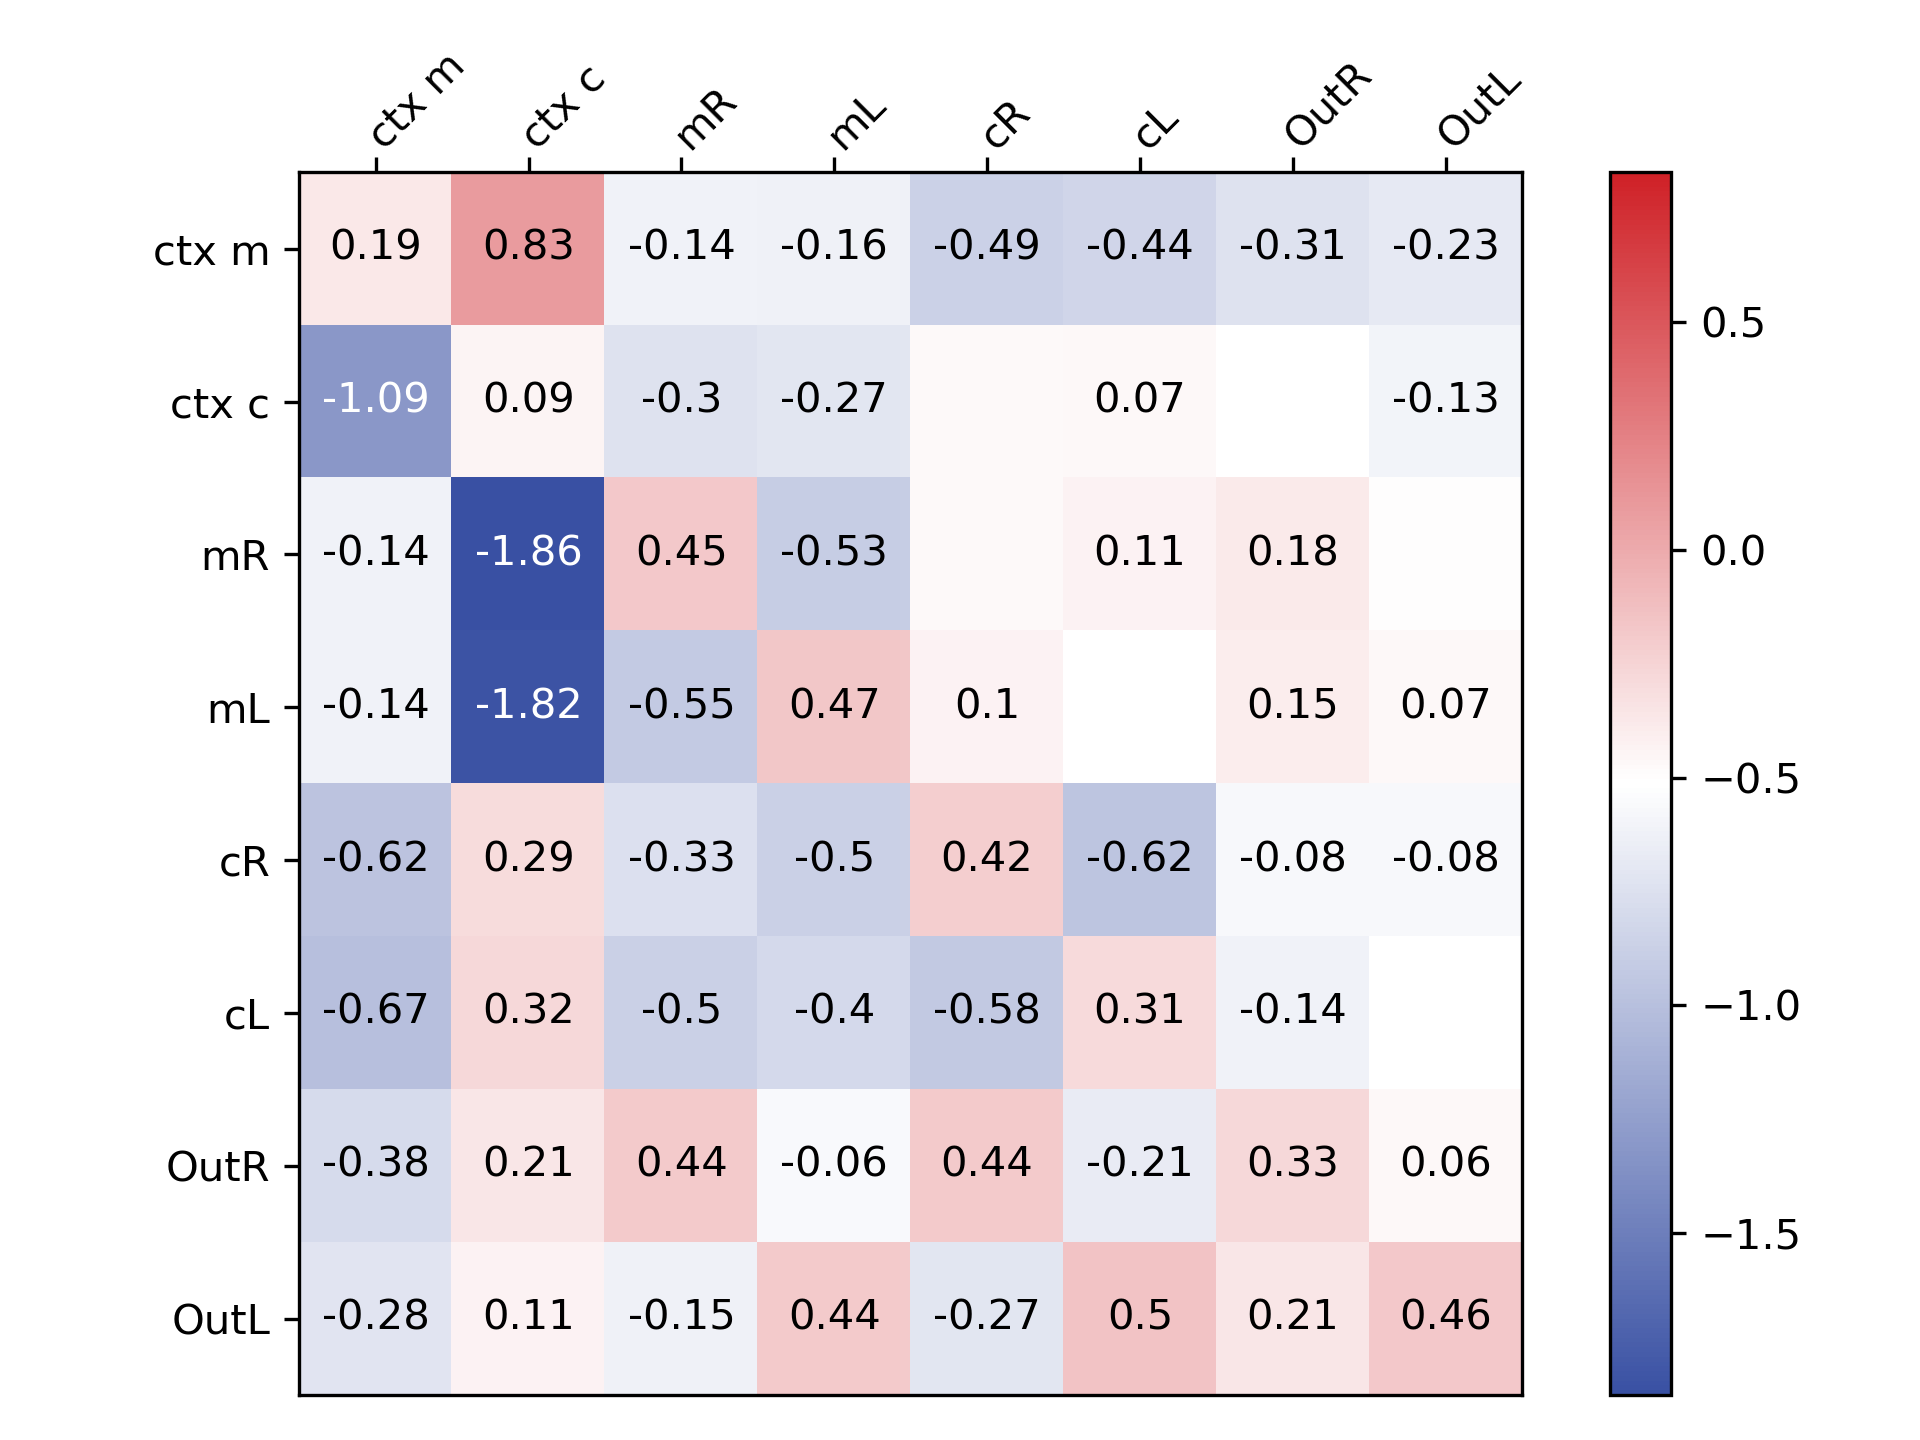 ctx m ctx c mR mL cR cL OutR OutL
ctx m 0.19 0.83 -0.14 -0.16 -0.49 -0.44 -0.31 -0.23
ctx c -1.09 0.09 -0.3 -0.27 0.07 -0.13
mR -0.14 -1.86 0.45 -0.53 0.11 0.18
mL -0.14 -1.82 -0.55 0.47 0.1 0.15 0.07
cR -0.62 0.29 -0.33 -0.5 0.42 -0.62 -0.08 -0.08
cL -0.67 0.32 -0.5 -0.4 -0.58 0.31 -0.14
OutR -0.38 0.21 0.44 -0.06 0.44 -0.21 0.33 0.06
OutL -0.28 0.11 -0.15 0.44 -0.27 0.5 0.21 0.46
0.5
0.0
−0.5
−1.0
−1.5